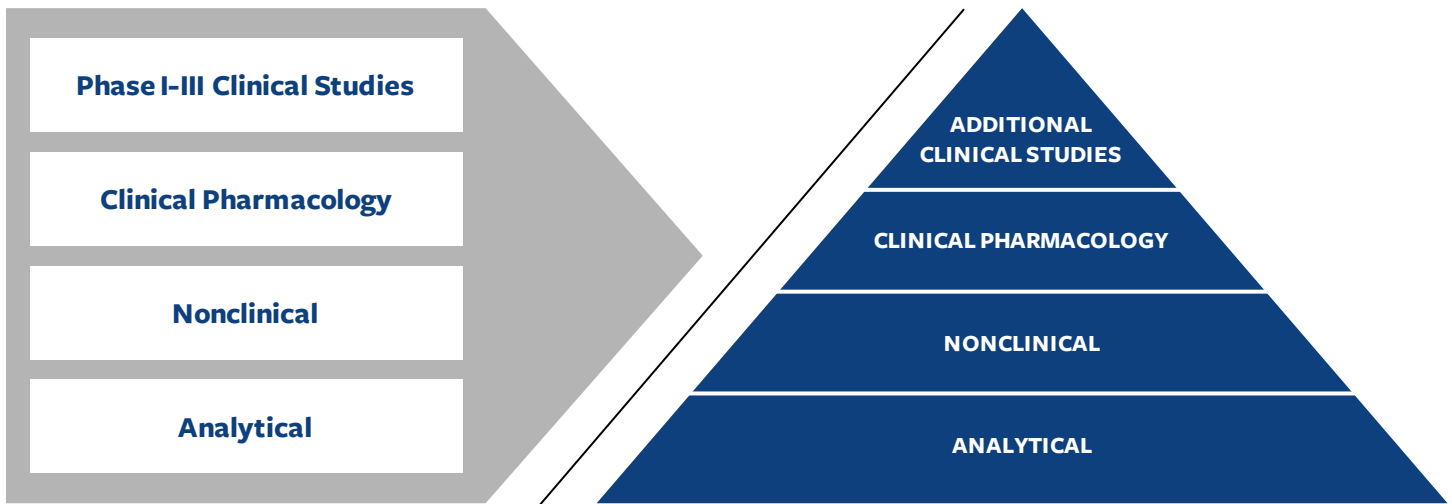 Phase I-III Clinical Studies
Clinical Pharmacology
Nonclinical
Analytical
ADDITIONAL
CLINICAL STUDIES
CLINICAL PHARMACOLOGY
NONCLINICAL
ANALYTICAL